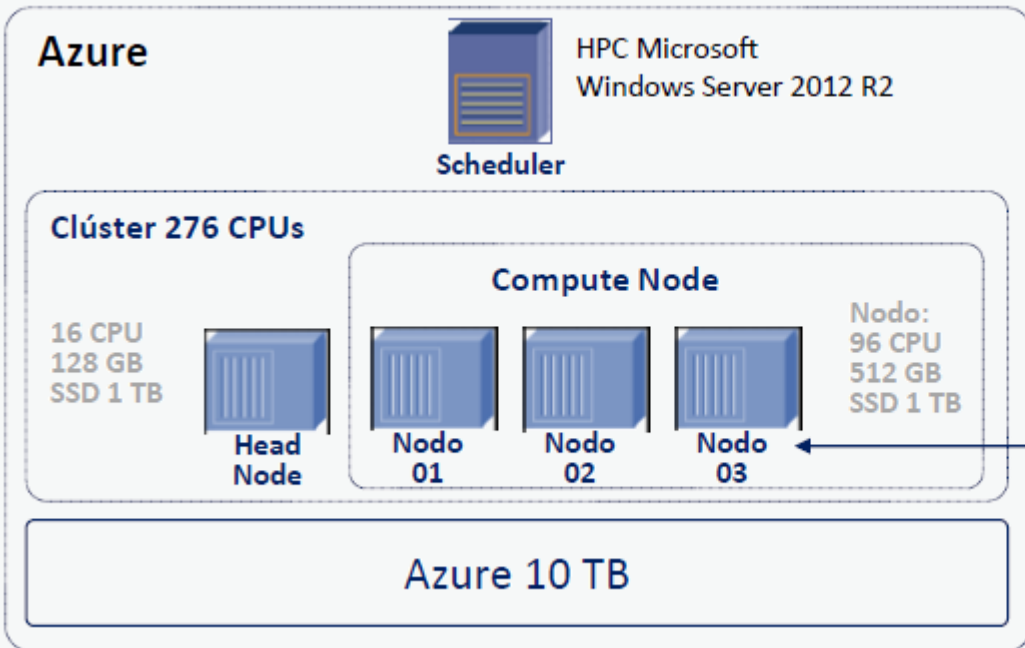 Azure
HPC Microsoft
Windows Server 2012 R2
Scheduler
Clúster 276 CPUs
Compute Node
16 CPU
128 GB
SSD 1 TB
Nodo:
96 CPU
512 GB
SSD 1 TB
Head
Node
Nodo
01
Nodo
02
Nodo
03
Azure 10 TB